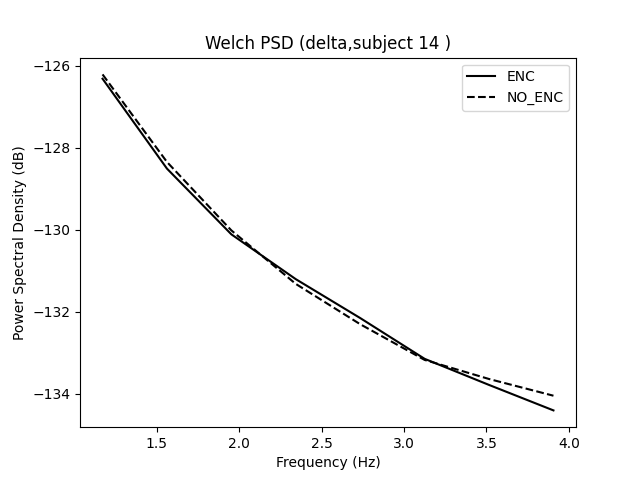 Welch PSD (delta,subject 14 )
ENC
NO_ENC
Power Spectral Density (dB)
−126
−128
−130
−132
−134
1.5
2.0
2.5
3.0
3.5
4.0
Frequency (Hz)